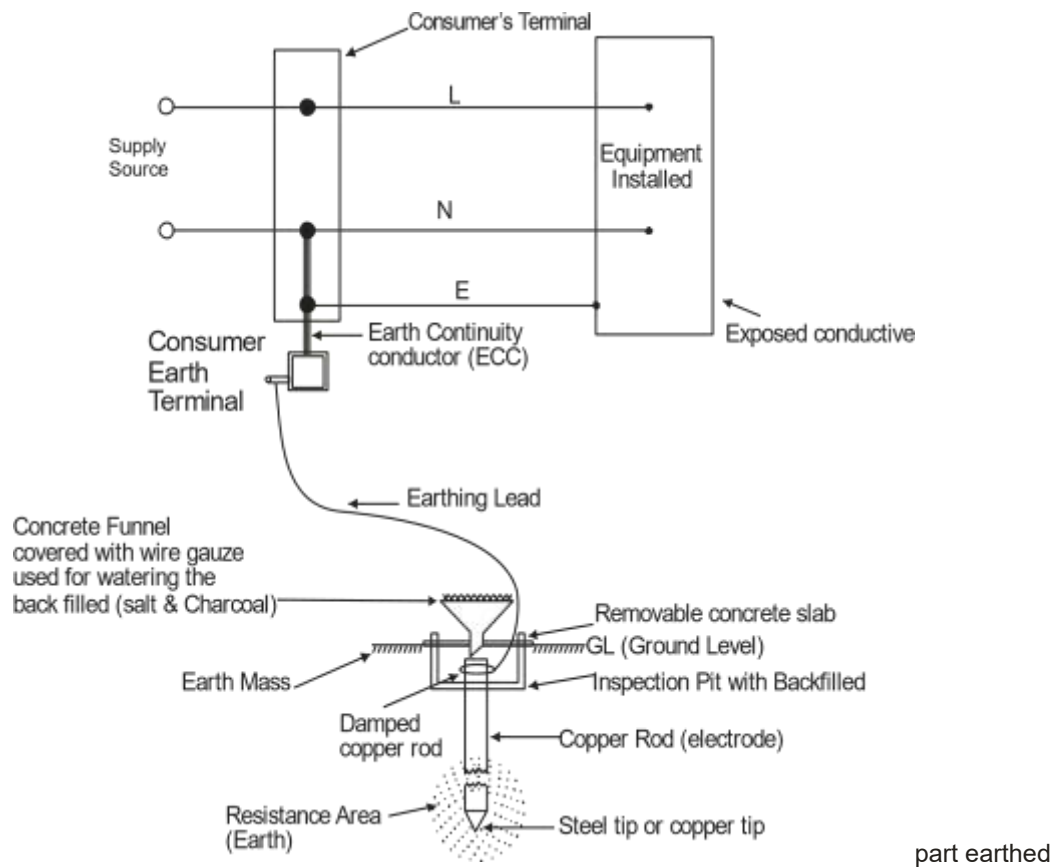 Consumer's Terminal
L
Supply
Source
Equipment
Installed
N
E
Earth Continuity
conductor (ECC)
Exposed conductive
Consumer
Earth
Terminal
Earthing Lead
Concrete Funnel
covered with wire gauze
used for watering the
back filled (salt & Charcoal)
Removable concrete slab
GL (Ground Level)
Earth Mass
Inspection Pit with Backfilled
Damped
copper rod
Copper Rod (electrode)
Resistance Area
(Earth)
Steel tip or copper tip
part earthed